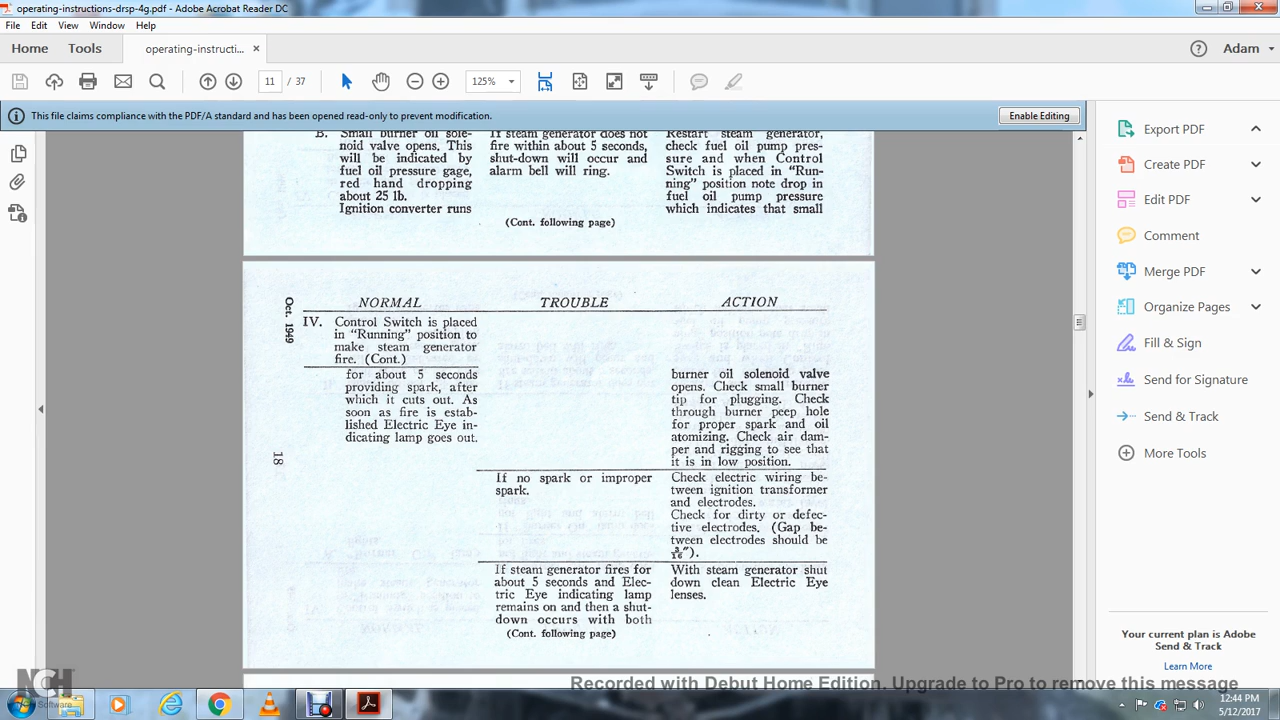 operating-instructions-drsp-4g.pdf - Adobe Acrobat Reader DC
File Edit View Window Help
Home Tools operating-instructi... ×
Adam
11 / 37
125%
This file claims compliance with the PDF/A standard and has been opened read-only to prevent modification.
Enable Editing
B. Small burner oil sole-
noid valve opens. This
will be indicated by
fuel oil pressure gage,
red hand dropping
about 25 lb.
Ignition converter runs
If steam generator does not
fire within about 5 seconds,
shut-down will occur and
alarm bell will ring.
(Cont. following page)
Restart steam generator,
check fuel oil pump pres-
sure and when Control
Switch is placed in "Run-
ning" position note drop in
fuel oil pump pressure
which indicates that small
Oct. 1949
18
NORMAL TROUBLE ACTION
IV. Control Switch is placed
in "Running" position to
make steam generator
fire. (Cont.)
for about 5 seconds
providing spark, after
which it cuts out. As
soon as fire is estab-
lished Electric Eye in-
dicating lamp goes out.
burner oil solenoid valve
opens. Check small burner
tip for plugging. Check
through burner peep hole
for proper spark and oil
atomizing. Check air dam-
per and rigging to see that
it is in low position.
If no spark or improper
spark.
Check electric wiring be-
tween ignition transformer
and electrodes.
Check for dirty or defec-
tive electrodes. (Gap be-
tween electrodes should be
3/16").
If steam generator fires for
about 5 seconds and Elec-
tric Eye indicating lamp
remains on and then a shut-
down occurs with both
(Cont. following page)
With steam generator shut
down clean Electric Eye
lenses.
Export PDF
Create PDF
Edit PDF
Comment
Merge PDF
Organize Pages
Fill & Sign
Send for Signature
Send & Track
More Tools
Your current plan is Adobe
Send & Track
Learn More
NCH
Software
Recorded with Debut Home Edition. Upgrade to Pro to remove this message
12:44 PM
5/12/2017